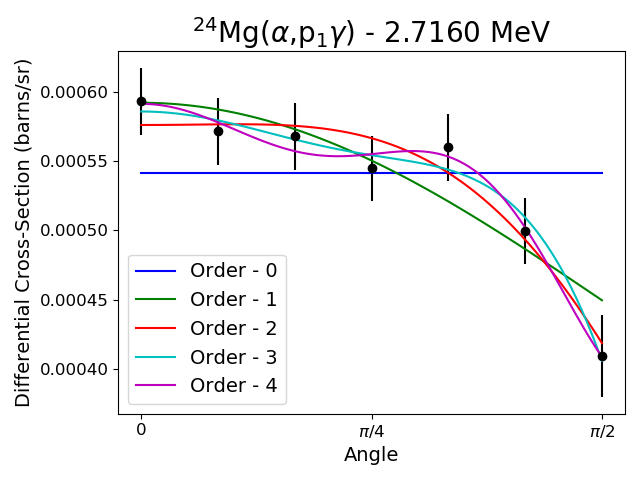 ²⁴Mg(α,p₁γ) - 2.7160 MeV
Differential Cross-Section (barns/sr)
0.00060
0.00055
0.00050
0.00045
0.00040
Order - 0
Order - 1
Order - 2
Order - 3
Order - 4
0 π/4 π/2
Angle